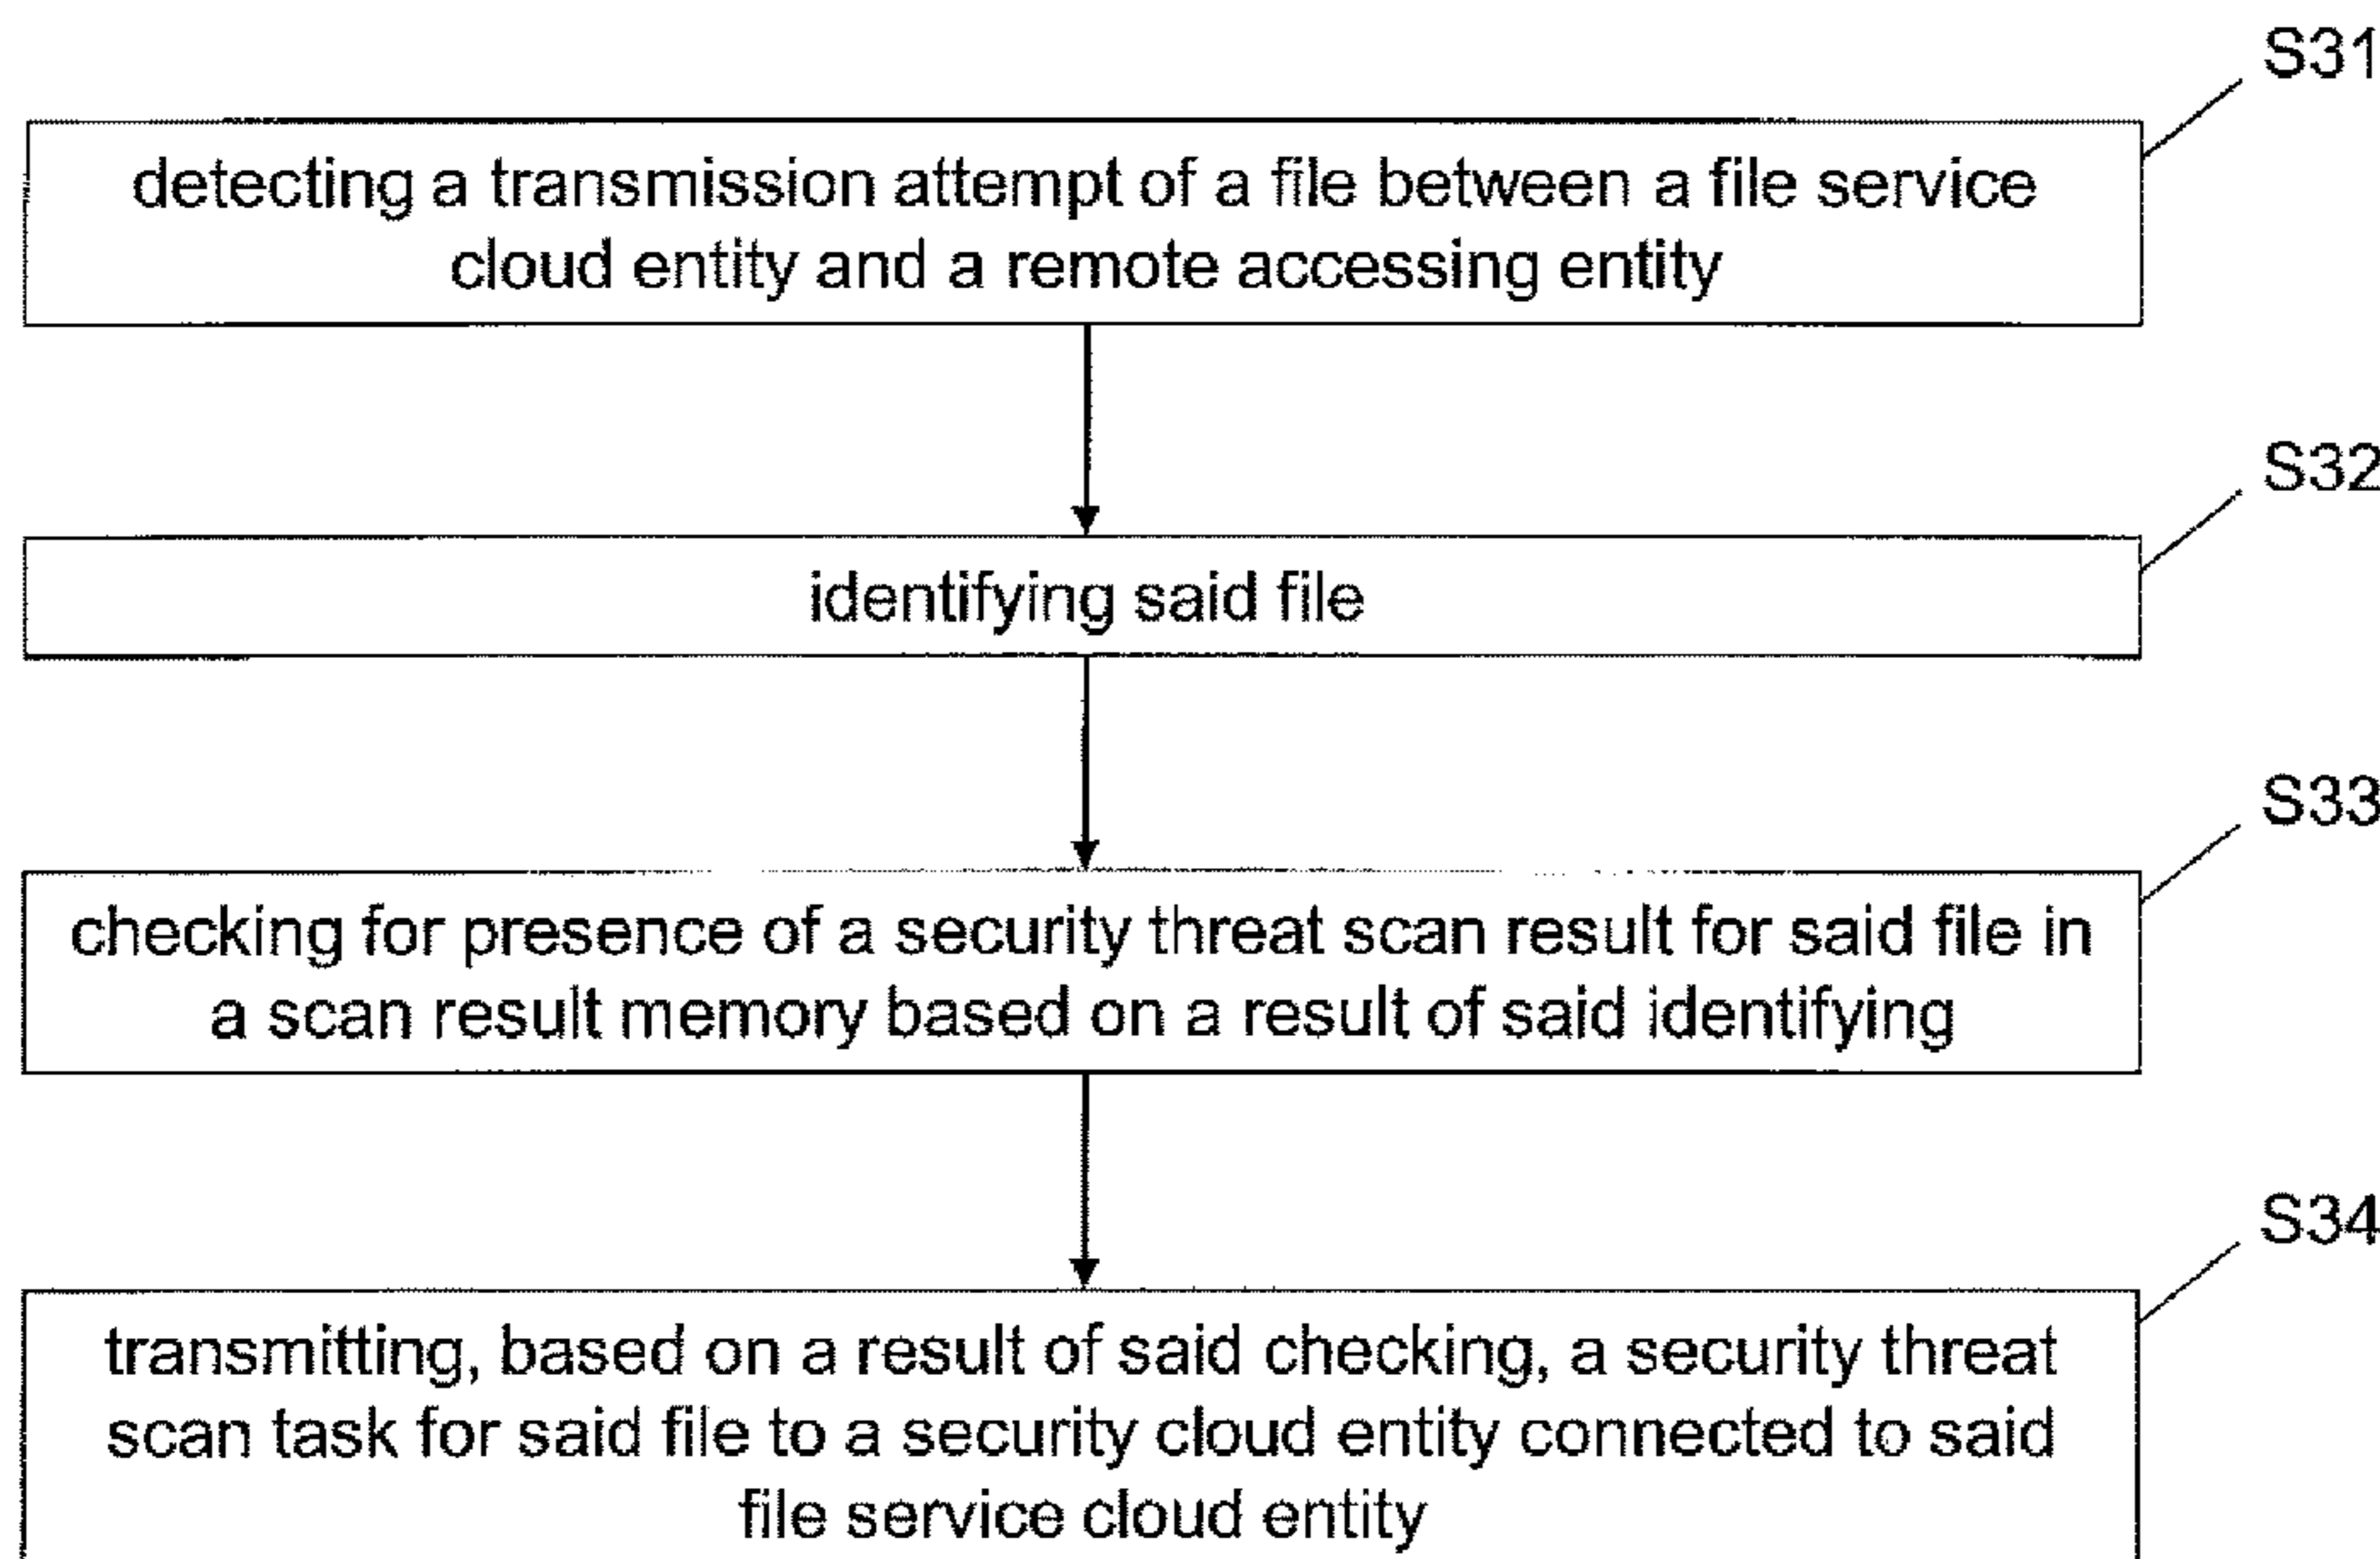 S31
detecting a transmission attempt of a file between a file service
cloud entity and a remote accessing entity
S32
identifying said file
S33
checking for presence of a security threat scan result for said file in
a scan result memory based on a result of said identifying
S34
transmitting, based on a result of said checking, a security threat
scan task for said file to a security cloud entity connected to said
file service cloud entity